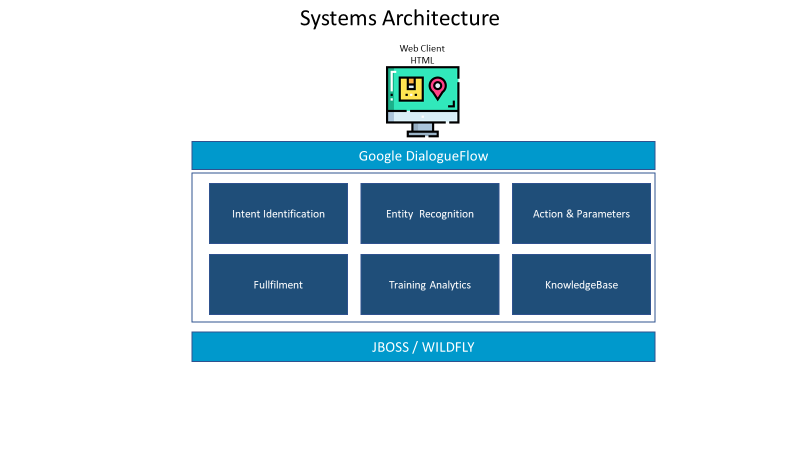 Systems Architecture
Web Client
HTML
Google DialogueFlow
Intent Identification
Entity Recognition
Action & Parameters
Fullfilment
Training Analytics
KnowledgeBase
JBOSS / WILDFLY